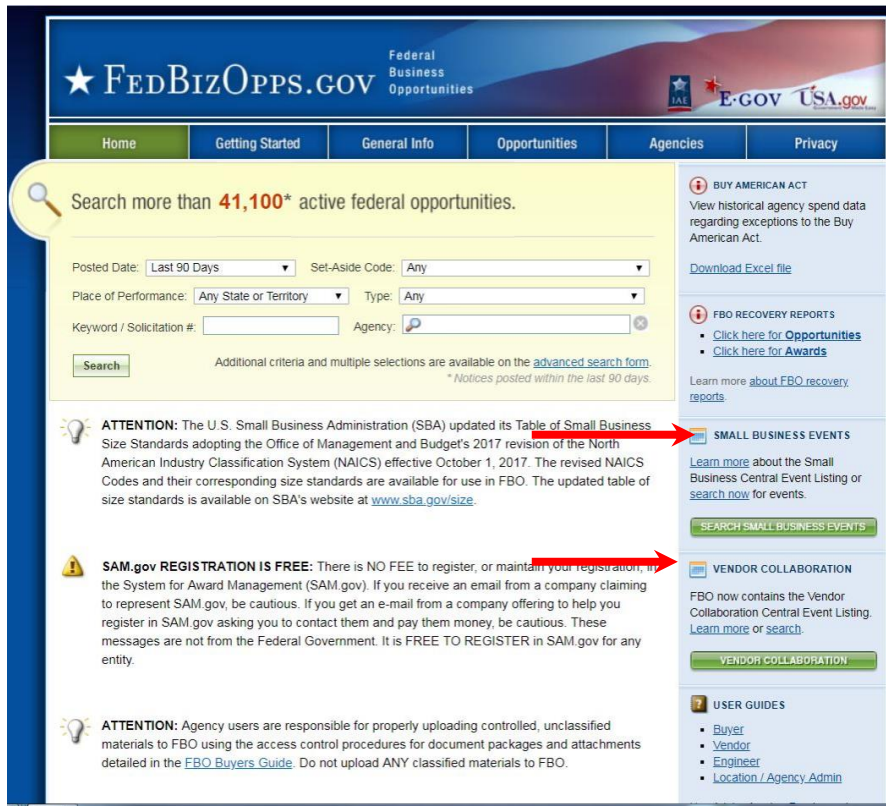 ★ FEDBIZOPPS.GOV
Federal
Business
Opportunities
IAE
E-GOV
USA.gov
Home
Getting Started
General Info
Opportunities
Agencies
Privacy
Search more than 41,100* active federal opportunities.
Posted Date: Last 90 Days
Set-Aside Code: Any
Place of Performance: Any State or Territory
Type: Any
Keyword / Solicitation #:
Agency:
Search
Additional criteria and multiple selections are available on the advanced search form.
* Notices posted within the last 90 days.
ATTENTION: The U.S. Small Business Administration (SBA) updated its Table of Small Business
Size Standards adopting the Office of Management and Budget's 2017 revision of the North
American Industry Classification System (NAICS) effective October 1, 2017. The revised NAICS
Codes and their corresponding size standards are available for use in FBO. The updated table of
size standards is available on SBA's website at www.sba.gov/size.
SAM.gov REGISTRATION IS FREE: There is NO FEE to register, or maintain your registration, in
the System for Award Management (SAM.gov). If you receive an email from a company claiming
to represent SAM.gov, be cautious. If you get an e-mail from a company offering to help you
register in SAM.gov asking you to contact them and pay them money, be cautious. These
messages are not from the Federal Government. It is FREE TO REGISTER in SAM.gov for any
entity.
ATTENTION: Agency users are responsible for properly uploading controlled, unclassified
materials to FBO using the access control procedures for document packages and attachments
detailed in the FBO Buyers Guide. Do not upload ANY classified materials to FBO.
BUY AMERICAN ACT
View historical agency spend data
regarding exceptions to the Buy
American Act.
Download Excel file
FBO RECOVERY REPORTS
Click here for Opportunities
Click here for Awards
Learn more about FBO recovery
reports.
SMALL BUSINESS EVENTS
Learn more about the Small
Business Central Event Listing or
search now for events.
SEARCH SMALL BUSINESS EVENTS
VENDOR COLLABORATION
FBO now contains the Vendor
Collaboration Central Event Listing.
Learn more or search.
VENDOR COLLABORATION
USER GUIDES
Buyer
Vendor
Engineer
Location / Agency Admin